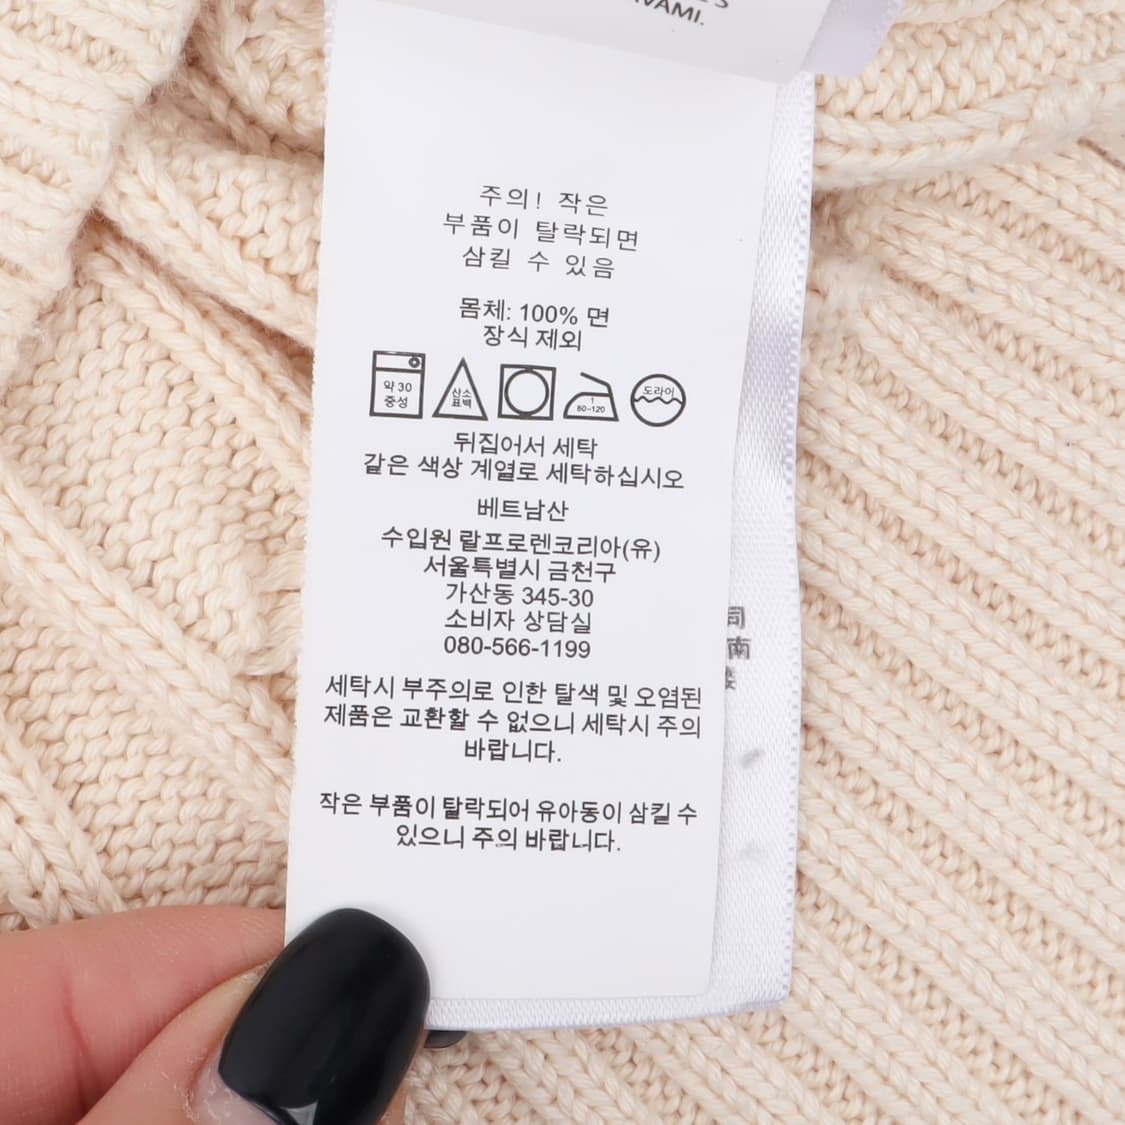 VAMI.
주의! 작은
부품이 탈락되면
삼킬 수 있음
몸체: 100% 면
장식 제외
약 30
중성
산소
표백
1
80-120
도라이
뒤집어서 세탁
같은 색상 계열로 세탁하십시오
베트남산
수입원 랄프로렌코리아(유)
서울특별시 금천구
가산동 345-30
소비자 상담실
080-566-1199
세탁시 부주의로 인한 탈색 및 오염된
제품은 교환할 수 없으니 세탁시 주의
바랍니다.
작은 부품이 탈락되어 유아동이 삼킬 수
있으니 주의 바랍니다.
司
南
楼